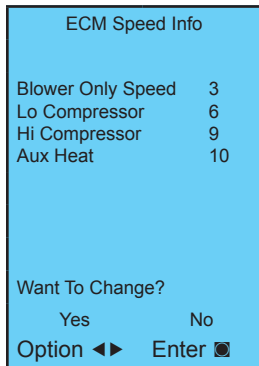 ECM Speed Info
Blower Only Speed 3
Lo Compressor 6
Hi Compressor 9
Aux Heat 10
Want To Change?
Yes No
Option ◄► Enter ◙